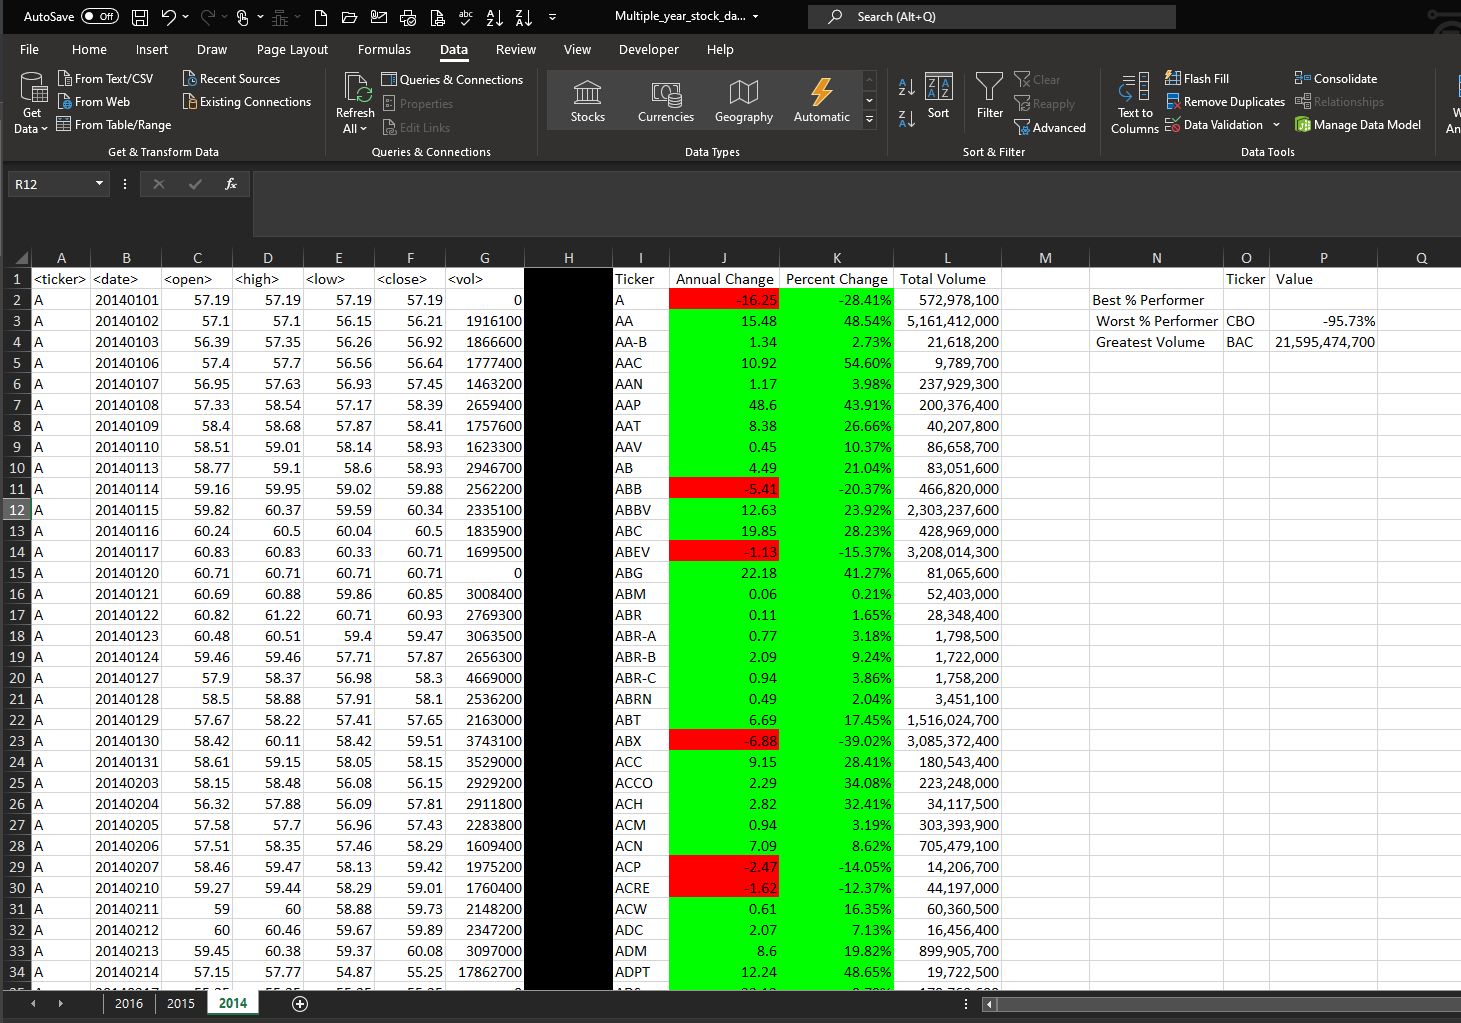 AutoSave Off Multiple_year_stock_da... Search (Alt+Q)
File Home Insert Draw Page Layout Formulas Data Review View Developer Help
Get Data
From Text/CSV
From Web
From Table/Range
Recent Sources
Existing Connections
Get & Transform Data
Refresh All
Queries & Connections
Properties
Edit Links
Queries & Connections
Stocks Currencies Geography Automatic
Data Types
Sort
Filter
Clear
Reapply
Advanced
Sort & Filter
Text to Columns
Flash Fill
Remove Duplicates
Data Validation
Consolidate
Relationships
Manage Data Model
Data Tools
R12 fx
A B C D E F G H I J K L M N O P Q
1 <ticker> <date> <open> <high> <low> <close> <vol> Ticker Annual Change Percent Change Total Volume Ticker Value
2 A 20140101 57.19 57.19 57.19 57.19 0 A -16.25 -28.41% 572,978,100 Best % Performer
3 A 20140102 57.1 57.1 56.15 56.21 1916100 AA 15.48 48.54% 5,161,412,000 Worst % Performer CBO -95.73%
4 A 20140103 56.39 57.35 56.26 56.92 1866600 AA-B 1.34 2.73% 21,618,200 Greatest Volume BAC 21,595,474,700
5 A 20140106 57.4 57.7 56.56 56.64 1777400 AAC 10.92 54.60% 9,789,700
6 A 20140107 56.95 57.63 56.93 57.45 1463200 AAN 1.17 3.98% 237,929,300
7 A 20140108 57.33 58.54 57.17 58.39 2659400 AAP 48.6 43.91% 200,376,400
8 A 20140109 58.4 58.68 57.87 58.41 1757600 AAT 8.38 26.66% 40,207,800
9 A 20140110 58.51 59.01 58.14 58.93 1623300 AAV 0.45 10.37% 86,658,700
10 A 20140113 58.77 59.1 58.6 58.93 2946700 AB 4.49 21.04% 83,051,600
11 A 20140114 59.16 59.95 59.02 59.88 2562200 ABB -5.41 -20.37% 466,820,000
12 A 20140115 59.82 60.37 59.59 60.34 2335100 ABBV 12.63 23.92% 2,303,237,600
13 A 20140116 60.24 60.5 60.04 60.5 1835900 ABC 19.85 28.23% 428,969,000
14 A 20140117 60.83 60.83 60.33 60.71 1699500 ABEV -1.13 -15.37% 3,208,014,300
15 A 20140120 60.71 60.71 60.71 60.71 0 ABG 22.18 41.27% 81,065,600
16 A 20140121 60.69 60.88 59.86 60.85 3008400 ABM 0.06 0.21% 52,403,000
17 A 20140122 60.82 61.22 60.71 60.93 2769300 ABR 0.11 1.65% 28,348,400
18 A 20140123 60.48 60.51 59.4 59.47 3063500 ABR-A 0.77 3.18% 1,798,500
19 A 20140124 59.46 59.46 57.71 57.87 2656300 ABR-B 2.09 9.24% 1,722,000
20 A 20140127 57.9 58.37 56.98 58.3 4669000 ABR-C 0.94 3.86% 1,758,200
21 A 20140128 58.5 58.88 57.91 58.1 2536200 ABRN 0.49 2.04% 3,451,100
22 A 20140129 57.67 58.22 57.41 57.65 2163000 ABT 6.69 17.45% 1,516,024,700
23 A 20140130 58.42 60.11 58.42 59.51 3743100 ABX -6.88 -39.02% 3,085,372,400
24 A 20140131 58.61 59.15 58.05 58.15 3529000 ACC 9.15 28.41% 180,543,400
25 A 20140203 58.15 58.48 56.08 56.15 2929200 ACCO 2.29 34.08% 223,248,000
26 A 20140204 56.32 57.88 56.09 57.81 2911800 ACH 2.82 32.41% 34,117,500
27 A 20140205 57.58 57.7 56.96 57.43 2283800 ACM 0.94 3.19% 303,393,900
28 A 20140206 57.51 58.35 57.46 58.29 1609400 ACN 7.09 8.62% 705,479,100
29 A 20140207 58.46 59.47 58.13 59.42 1975200 ACP -2.47 -14.05% 14,206,700
30 A 20140210 59.27 59.44 58.29 59.01 1760400 ACRE -1.62 -12.37% 44,197,000
31 A 20140211 59 60 58.88 59.73 2148200 ACW 0.61 16.35% 60,360,500
32 A 20140212 60 60.46 59.67 59.89 2347200 ADC 2.07 7.13% 16,456,400
33 A 20140213 59.45 60.38 59.37 60.08 3097000 ADM 8.6 19.82% 899,905,700
34 A 20140214 57.15 57.77 54.87 55.25 17862700 ADPT 12.24 48.65% 19,722,500
2016 2015 2014